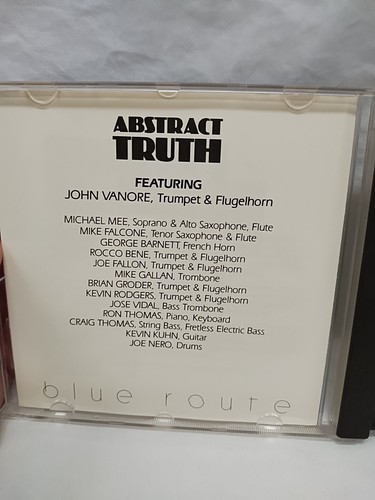 ABSTRACT
TRUTH
FEATURING
JOHN VANORE, Trumpet & Flugelhorn
MICHAEL MEE, Soprano & Alto Saxophone, Flute
MIKE FALCONE, Tenor Saxophone & Flute
GEORGE BARNETT, French Horn
ROCCO BENE, Trumpet & Flugelhorn
JOE FALLON, Trumpet & Flugelhorn
MIKE GALLAN, Trombone
BRIAN GRODER, Trumpet & Flugelhorn
KEVIN RODGERS, Trumpet & Flugelhorn
JOSE VIDAL, Bass Trombone
RON THOMAS, Piano, Keyboard
CRAIG THOMAS, String Bass, Fretless Electric Bass
KEVIN KUHN, Guitar
JOE NERO, Drums
blue route